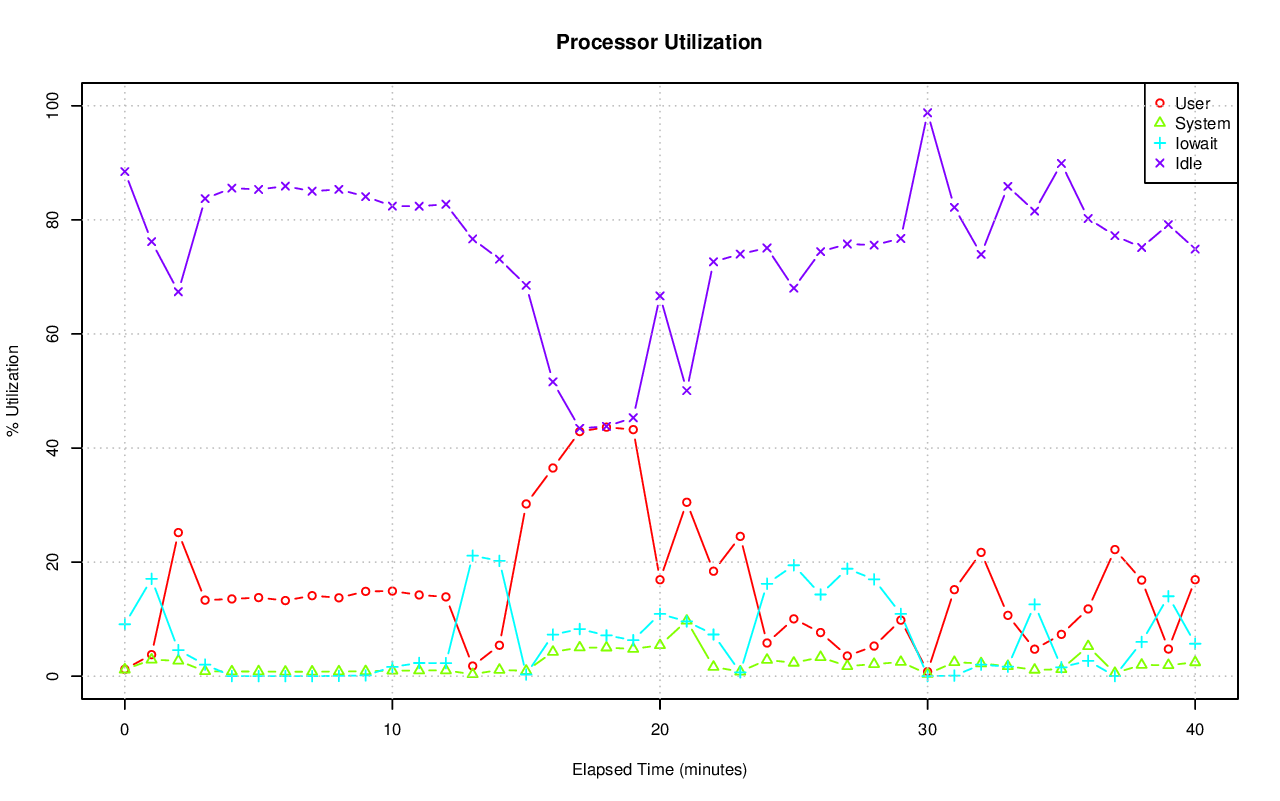 Processor Utilization
% Utilization
100
80
60
40
20
0
User
System
Iowait
Idle
0 10 20 30 40
Elapsed Time (minutes)